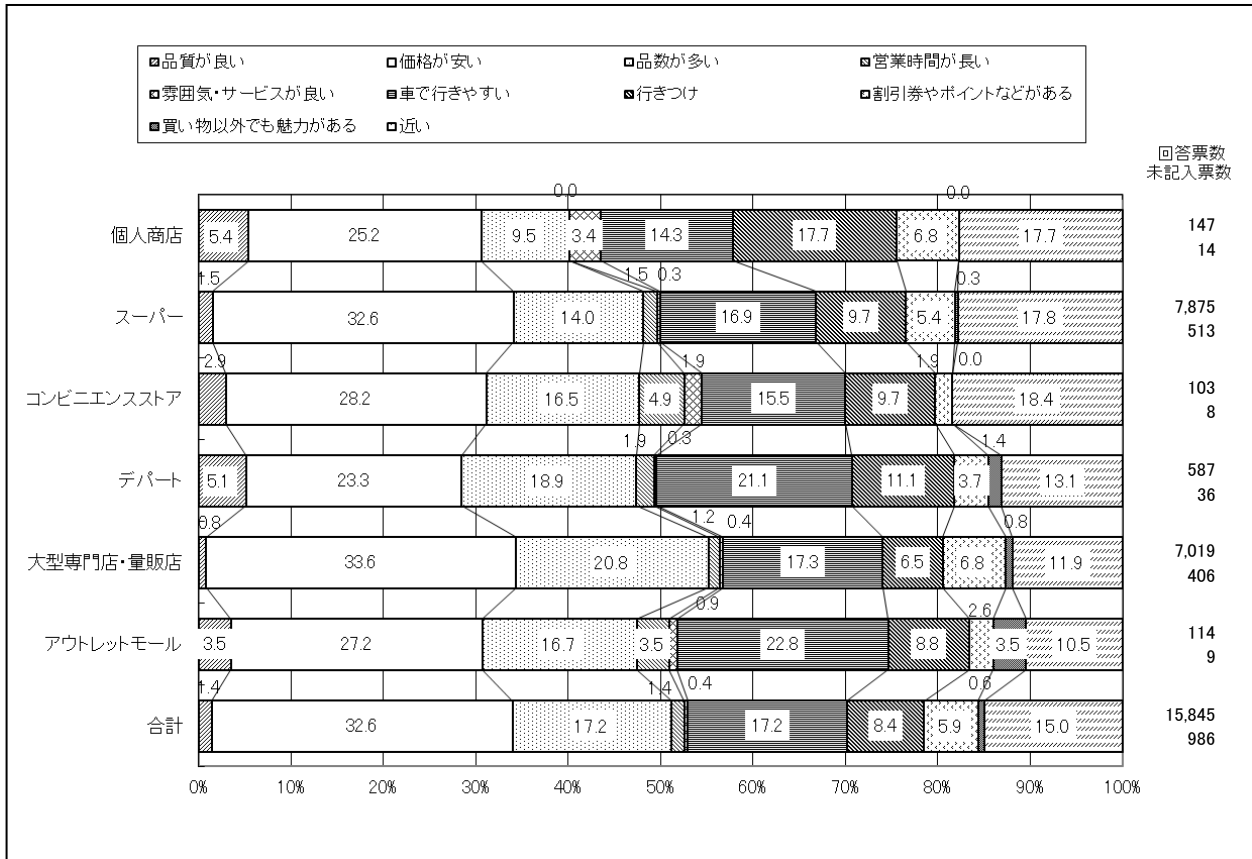 品質が良い 価格が安い 品数が多い 営業時間が長い
雰囲気・サービスが良い 車で行きやすい 行きつけ 割引券やポイントなどがある
買い物以外でも魅力がある 近い
回答票数
未記入票数
0.0 0.0
個人商店 5.4 25.2 9.5 3.4 14.3 17.7 6.8 17.7 147
14
1.5 1.5 0.3 0.3
スーパー 32.6 14.0 16.9 9.7 5.4 17.8 7,875
513
2.9 1.9 1.9 0.0
コンビニエンスストア 28.2 16.5 4.9 15.5 9.7 18.4 103
8
1.9 0.3 1.4
デパート 5.1 23.3 18.9 21.1 11.1 3.7 13.1 587
36
0.8 1.2 0.4 0.8
大型専門店・量販店 33.6 20.8 17.3 6.5 6.8 11.9 7,019
406
0.9 2.6
アウトレットモール 3.5 27.2 16.7 3.5 22.8 8.8 3.5 10.5 114
9
1.4 1.4 0.4 0.6
合計 32.6 17.2 17.2 8.4 5.9 15.0 15,845
986
0% 10% 20% 30% 40% 50% 60% 70% 80% 90% 100%